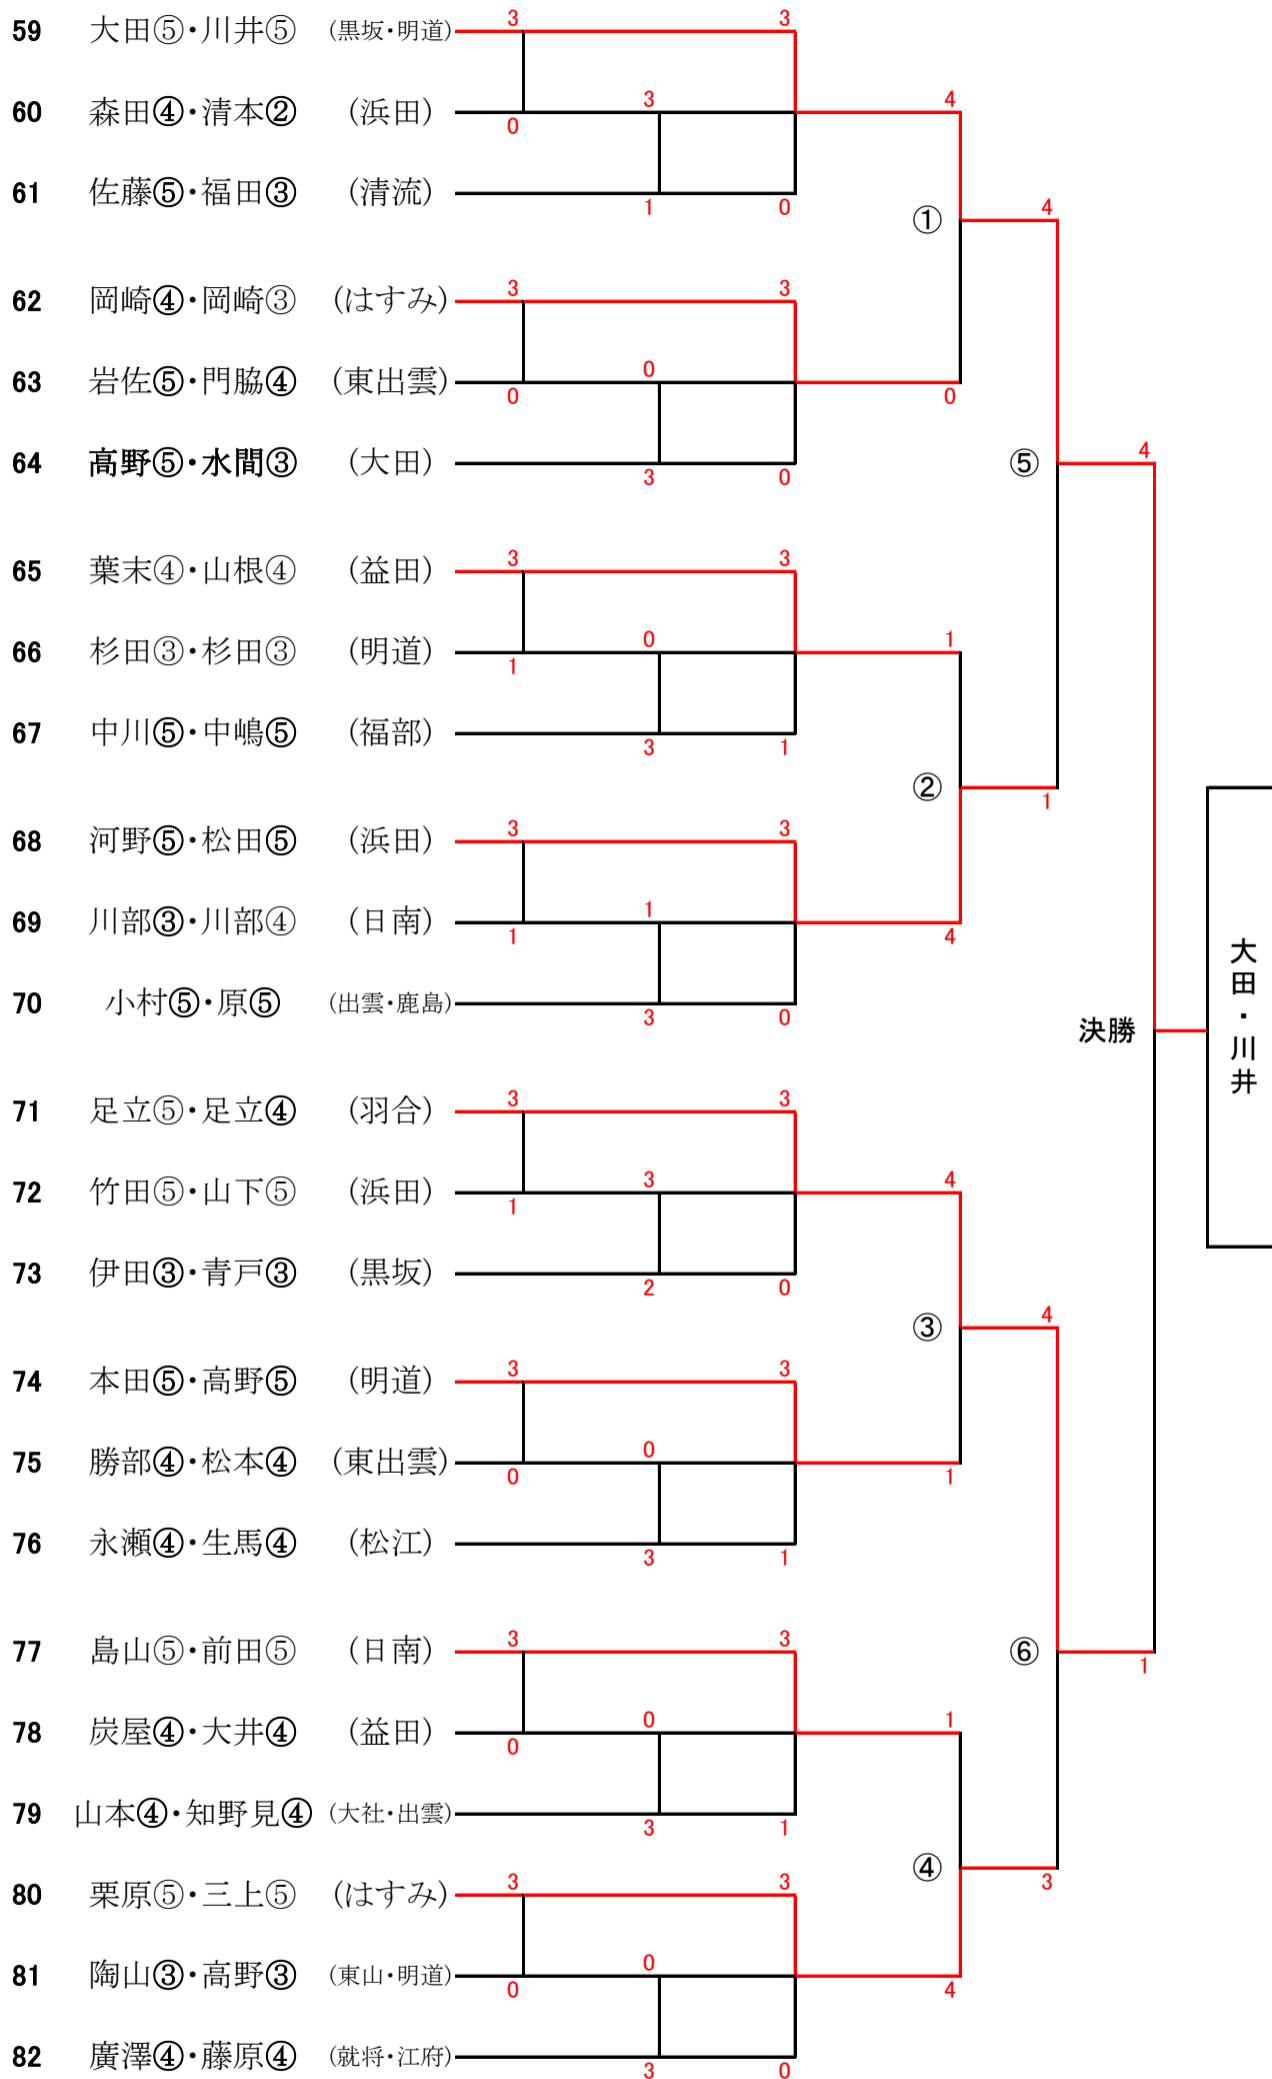 3 3
59 大田⑤・川井⑤ (黒坂・明道)
3 4
60 森田④・清本② (浜田)
0
61 佐藤⑤・福田③ (清流)
1 0
① 4
3 3
62 岡崎④・岡崎③ (はすみ)
0
63 岩佐⑤・門脇④ (東出雲)
0 0
4
64 高野⑤・水間③ (大田) ⑤
3 0
3 3
65 葉末④・山根④ (益田)
0 1
66 杉田③・杉田③ (明道)
1
67 中川⑤・中嶋⑤ (福部)
3 1
② 1
3 3
68 河野⑤・松田⑤ (浜田)
1
69 川部③・川部④ (日南)
1 4
70 小村⑤・原⑤ (出雲・鹿島)
3 0
決勝
大田・川井
3 3
71 足立⑤・足立④ (羽合)
3 4
72 竹田⑤・山下⑤ (浜田)
1
73 伊田③・青戸③ (黒坂)
2 0
③ 4
3 3
74 本田⑤・高野⑤ (明道)
0
75 勝部④・松本④ (東出雲)
0 1
76 永瀬④・生馬④ (松江)
3 1
3 3
77 島山⑤・前田⑤ (日南) ⑥
1
0 1
78 炭屋④・大井④ (益田)
0
79 山本④・知野見④ (大社・出雲)
3 1
④ 3
3 3
80 栗原⑤・三上⑤ (はすみ)
0
81 陶山③・高野③ (東山・明道)
0 4
82 廣澤④・藤原④ (就将・江府)
3 0